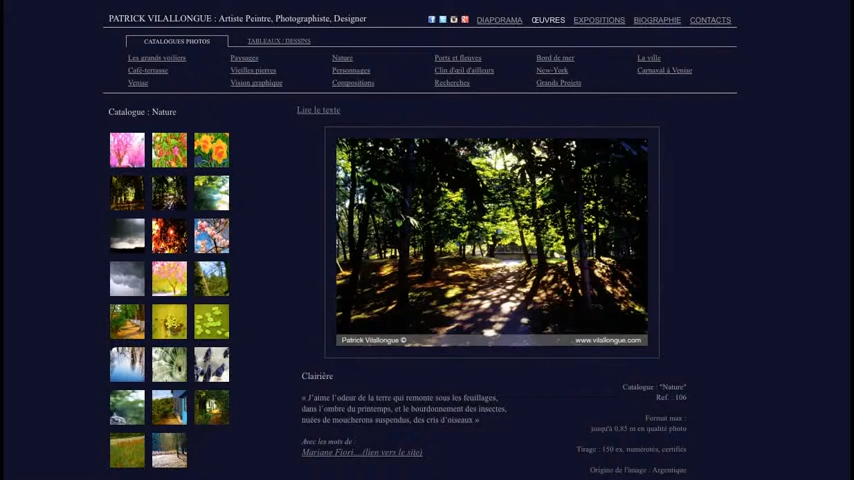 PATRICK VILALLONGUE : Artiste Peintre, Photographiste, Designer
DIAPORAMA ŒUVRES EXPOSITIONS BIOGRAPHIE CONTACTS
CATALOGUES PHOTOS TABLEAUX / DESSINS
Les grands voiliers Paysages Nature Ports et fleuves Bord de mer La ville
Café-terrasse Vieilles pierres Personnages Clin d'œil d'ailleurs New-York Carnaval à Venise
Venise Vision graphique Compositions Recherches Grands Projets
Catalogue : Nature
Lire le texte
Patrick Vilallongue © www.vilallongue.com
Clairière
« J'aime l'odeur de la terre qui remonte sous les feuillages,
dans l'ombre du printemps, et le bourdonnement des insectes,
nuées de moucherons suspendus, des cris d'oiseaux »
Avec les mots de :
Mariane Fiori....(lien vers le site)
Catalogue : "Nature"
Ref. : 106
Format max :
jusqu'à 0,85 m en qualité photo
Tirage : 150 ex, numérotés, certifiés
Origine de l'image : Argentique